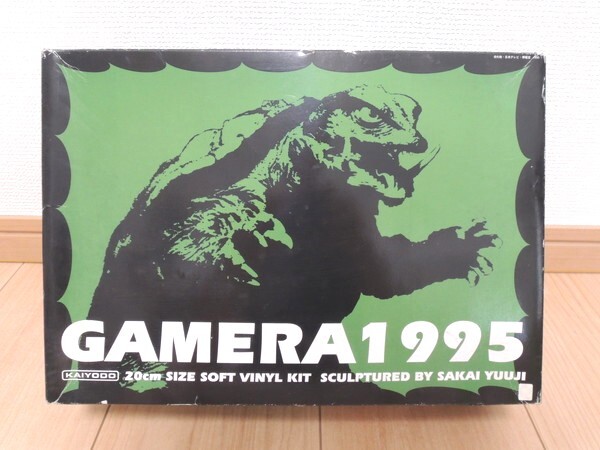 GAMERA1995
KAIYODO 20cm SIZE SOFT VINYL KIT SCULPTURED BY SAKAI YUUJI